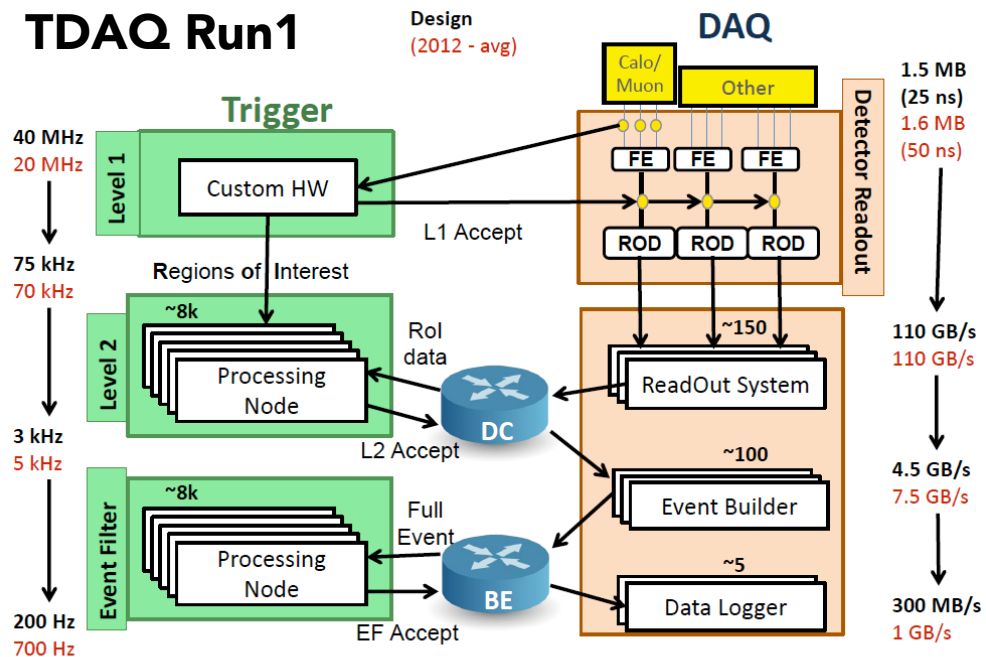 TDAQ Run1
Design
(2012 - avg)
DAQ
Trigger
Calo/
Muon
Other
Detector Readout
1.5 MB
(25 ns)
1.6 MB
(50 ns)
40 MHz
20 MHz
Level 1
Custom HW
FE
FE
FE
L1 Accept
ROD
ROD
ROD
75 kHz
70 kHz
Regions of Interest
~8k
Level 2
Processing
Node
RoI
data
DC
L2 Accept
~150
ReadOut System
110 GB/s
110 GB/s
3 kHz
5 kHz
~100
Event Builder
4.5 GB/s
7.5 GB/s
Event Filter
~8k
Processing
Node
Full
Event
BE
EF Accept
~5
Data Logger
200 Hz
700 Hz
300 MB/s
1 GB/s